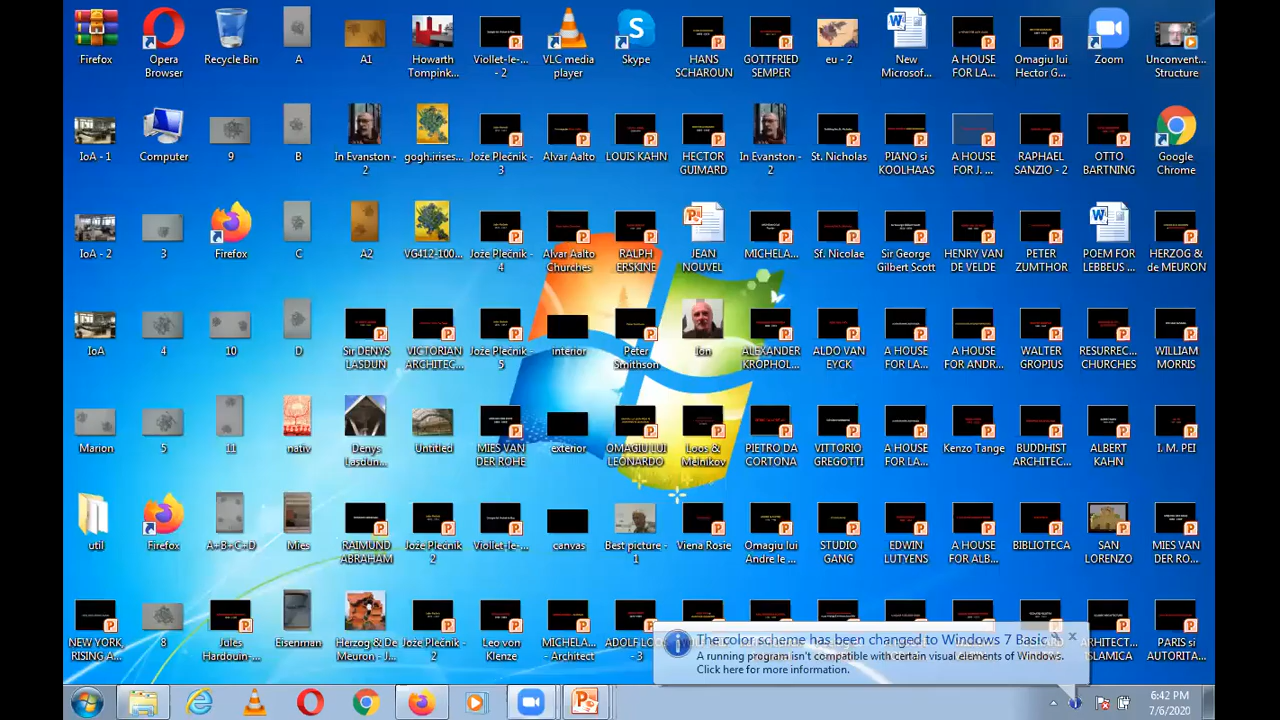 Firefox
Opera
Browser
Recycle Bin
A
A1
Howarth
Tompink...
Viollet-le-...
- 2
VLC media
player
Skype
HANS
SCHAROUN
GOTTFRIED
SEMPER
eu - 2
New
Microsof...
A HOUSE
FOR LA...
Omagiu lui
Hector G...
Zoom
Unconvent...
Structure
IoA - 1
Computer
9
B
In Evanston -
2
gogh.irises...
Jože Plečnik -
3
Alvar Aalto
LOUIS KAHN
HECTOR
GUIMARD
In Evanston -
2
St. Nicholas
PIANO si
KOOLHAAS
A HOUSE
FOR J. ...
RAPHAEL
SANZIO - 2
OTTO
BARTNING
Google
Chrome
IoA - 2
3
Firefox
C
A2
VG412-100...
Jože Plečnik -
4
Alvar Aalto
Churches
RALPH
ERSKINE
JEAN
NOUVEL
MICHELA...
Sf. Nicolae
Sir George
Gilbert Scott
HENRY VAN
DE VELDE
PETER
ZUMTHOR
POEM FOR
LEBBEUS ...
HERZOG &
de MEURON
IoA
4
10
D
Sir DENYS
LASDUN
VICTORIAN
ARCHITEC...
Jože Plečnik -
5
interior
Peter
Smithson
Ion
ALEXANDER
KROPHOL...
ALDO VAN
EYCK
A HOUSE
FOR LA...
A HOUSE
FOR ANDR...
WALTER
GROPIUS
RESURREC...
CHURCHES
WILLIAM
MORRIS
Marion
5
11
nativ
Denys
Lasdun...
Untitled
MIES VAN
DER ROHE
exterior
OMAGIU LUI
LEONARDO
Loos &
Melnikov
PIETRO DA
CORTONA
VITTORIO
GREGOTTI
A HOUSE
FOR LA...
Kenzo Tange
BUDDHIST
ARCHITEC...
ALBERT
KAHN
I. M. PEI
util
Firefox
A+B+C+D
Mies
RAIMUND
ABRAHAM
Jože Plečnik
2
Viollet-le-...
canvas
Best picture -
1
Viena Rosie
Omagiu lui
Andre le ...
STUDIO
GANG
EDWIN
LUTYENS
A HOUSE
FOR ALB...
BIBLIOTECA
SAN
LORENZO
MIES VAN
DER RO...
NEW YORK,
RISING A...
8
Jules
Hardouin-...
Eisenman
Herzog & De
Meuron - J...
Jože Plečnik -
2
Leo von
Klenze
MICHELA...
- Architect
ADOLF LO
- 3
ARHITECT...
ISLAMICA
PARIS si
AUTORITA...
The color scheme has been changed to Windows 7 Basic
A running program isn't compatible with certain visual elements of Windows.
Click here for more information.
6:42 PM
7/6/2020